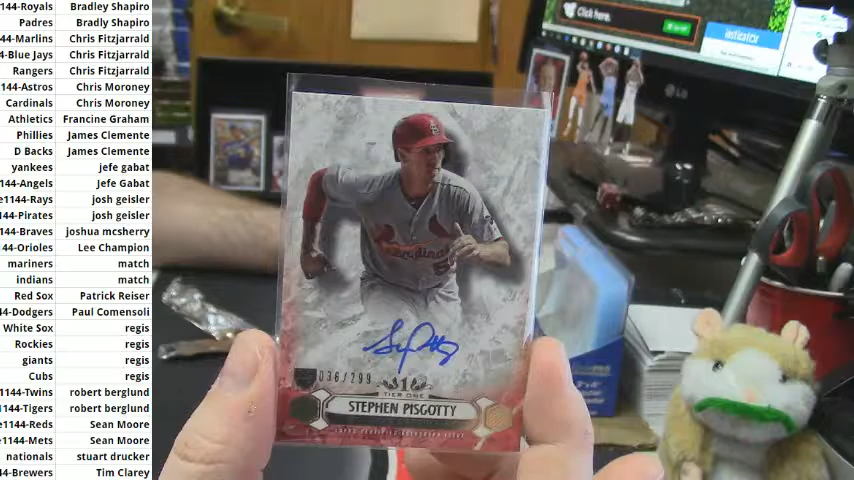 144-Royals Bradley Shapiro
Padres Bradly Shapiro
44-Marlins Chris Fitzjarrald
4-Blue Jays Chris Fitzjarrald
Rangers Chris Fitzjarrald
144-Astros Chris Moroney
Cardinals Chris Moroney
Athletics Francine Graham
Phillies James Clemente
D Backs James Clemente
yankees jefe gabat
144-Angels Jefe Gabat
e1144-Rays josh geisler
144-Pirates josh geisler
144-Braves joshua mcsherry
44-Orioles Lee Champion
mariners match
indians match
Red Sox Patrick Reiser
44-Dodgers Paul Comensoli
White Sox regis
Rockies regis
giants regis
Cubs regis
1144-Twins robert berglund
1144-Tigers robert berglund
e1144-Reds Sean Moore
e1144-Mets Sean Moore
nationals stuart drucker
44-Brewers Tim Clarey
Click here.
LG
Cardinals
036/299
1
TIER ONE
STEPHEN PISCOTTY